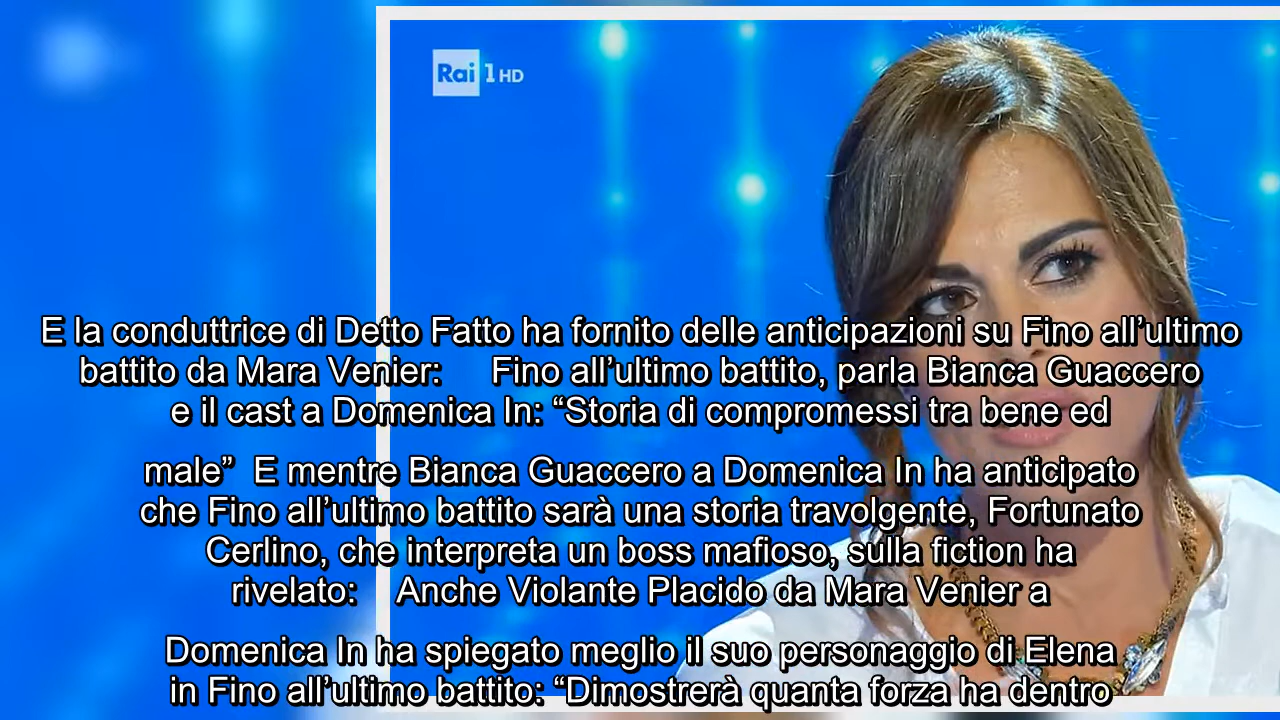 Rai 1 HD
E la conduttrice di Detto Fatto ha fornito delle anticipazioni su Fino all’ultimo
battito da Mara Venier: Fino all’ultimo battito, parla Bianca Guaccero
e il cast a Domenica In: “Storia di compromessi tra bene ed
male” E mentre Bianca Guaccero a Domenica In ha anticipato
che Fino all’ultimo battito sarà una storia travolgente, Fortunato
Cerlino, che interpreta un boss mafioso, sulla fiction ha
rivelato: Anche Violante Placido da Mara Venier a
Domenica In ha spiegato meglio il suo personaggio di Elena
in Fino all’ultimo battito: “Dimostrerà quanta forza ha dentro